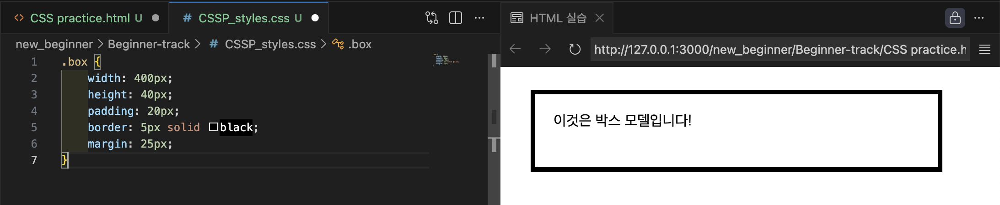 CSS practice.html U
CSSP_styles.css U
HTML 실습
new_beginner > Beginner-track > CSSP_styles.css > .box
http://127.0.0.1:3000/new_beginner/Beginner-track/CSS practice.h
1 .box {
2 width: 400px;
3 height: 40px;
4 padding: 20px;
5 border: 5px solid black;
6 margin: 25px;
7 }
이것은 박스 모델입니다!